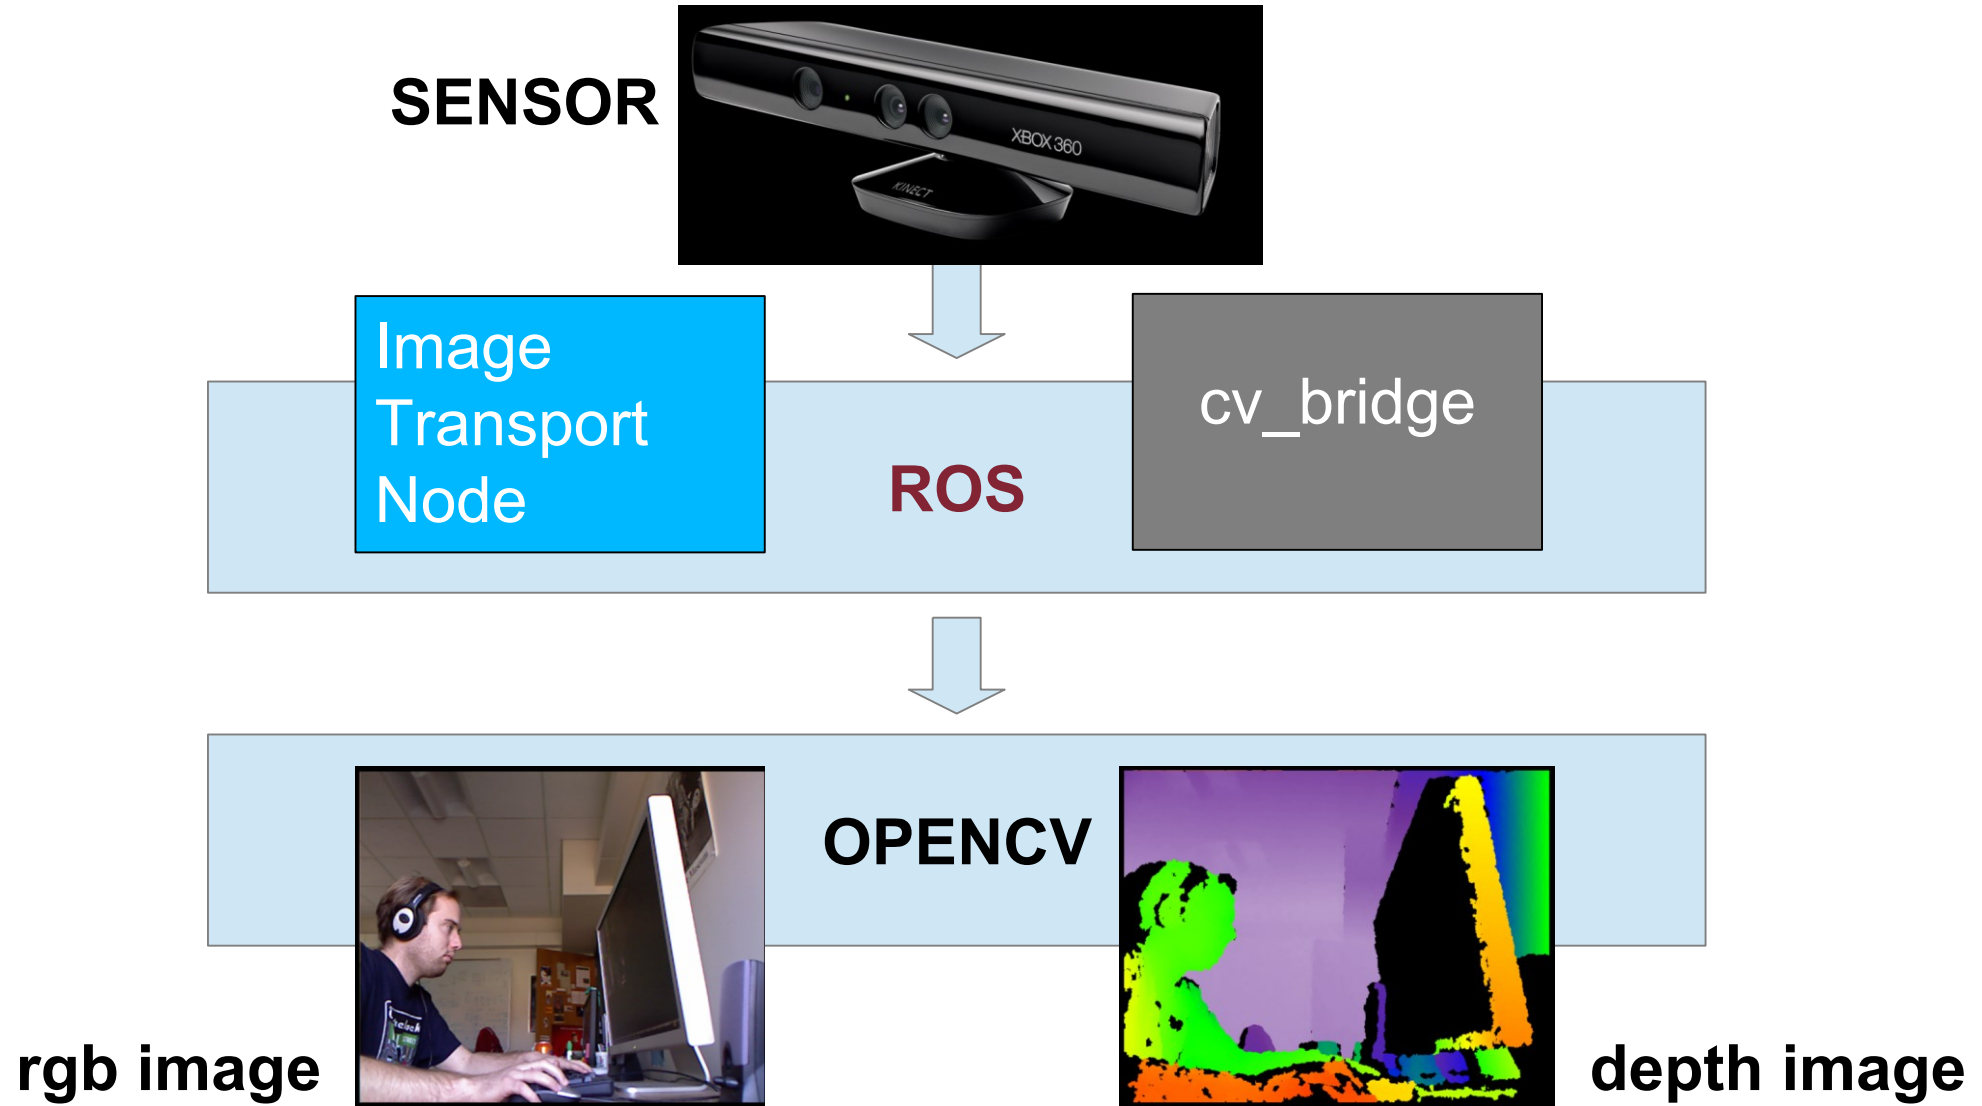 SENSOR
XBOX 360
KINECT
Image
Transport
Node
cv_bridge
ROS
OPENCV
rgb image
depth image